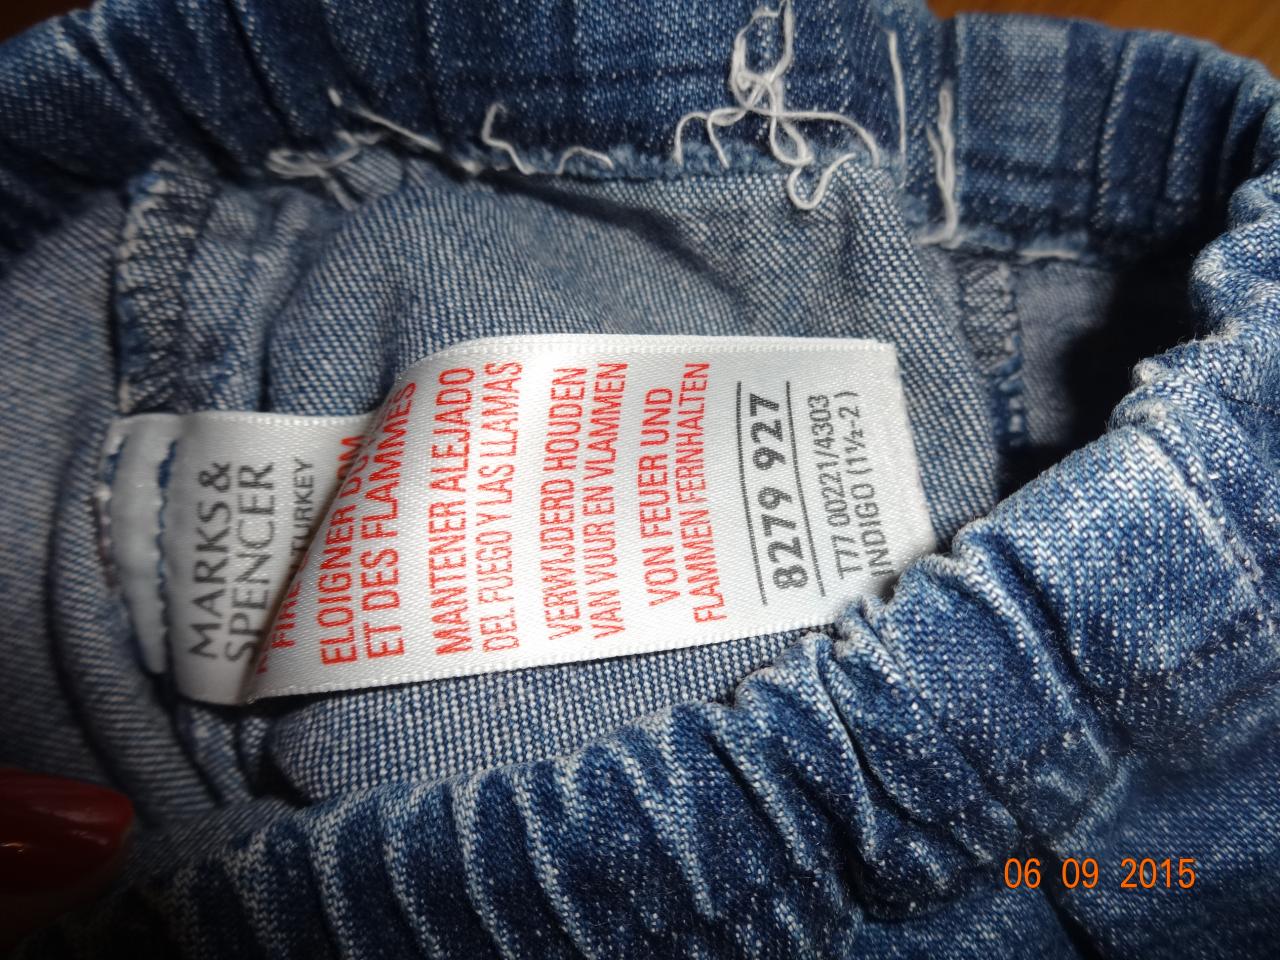 MARKS &
SPENCER
TURKEY
ELOIGNER
ET DES FLAMMES
MANTENER ALEJADO
DEL FUEGO Y LAS LLAMAS
VERWIJDERD HOUDEN
VAN VUUR EN VLAMMEN
VON FEUER UND
FLAMMEN FERNHALTEN
8279 927
T77 00221/4303
INDIGO (1½-2)
06 09 2015